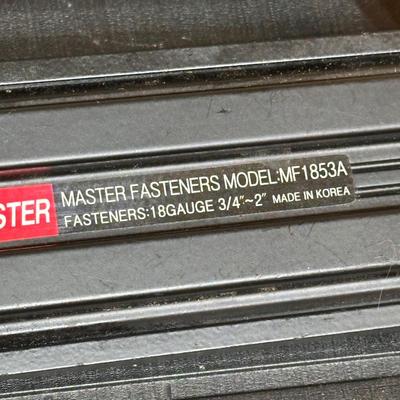 STER
MASTER FASTENERS MODEL:MF1853A
FASTENERS:18GAUGE 3/4"~2" MADE IN KOREA